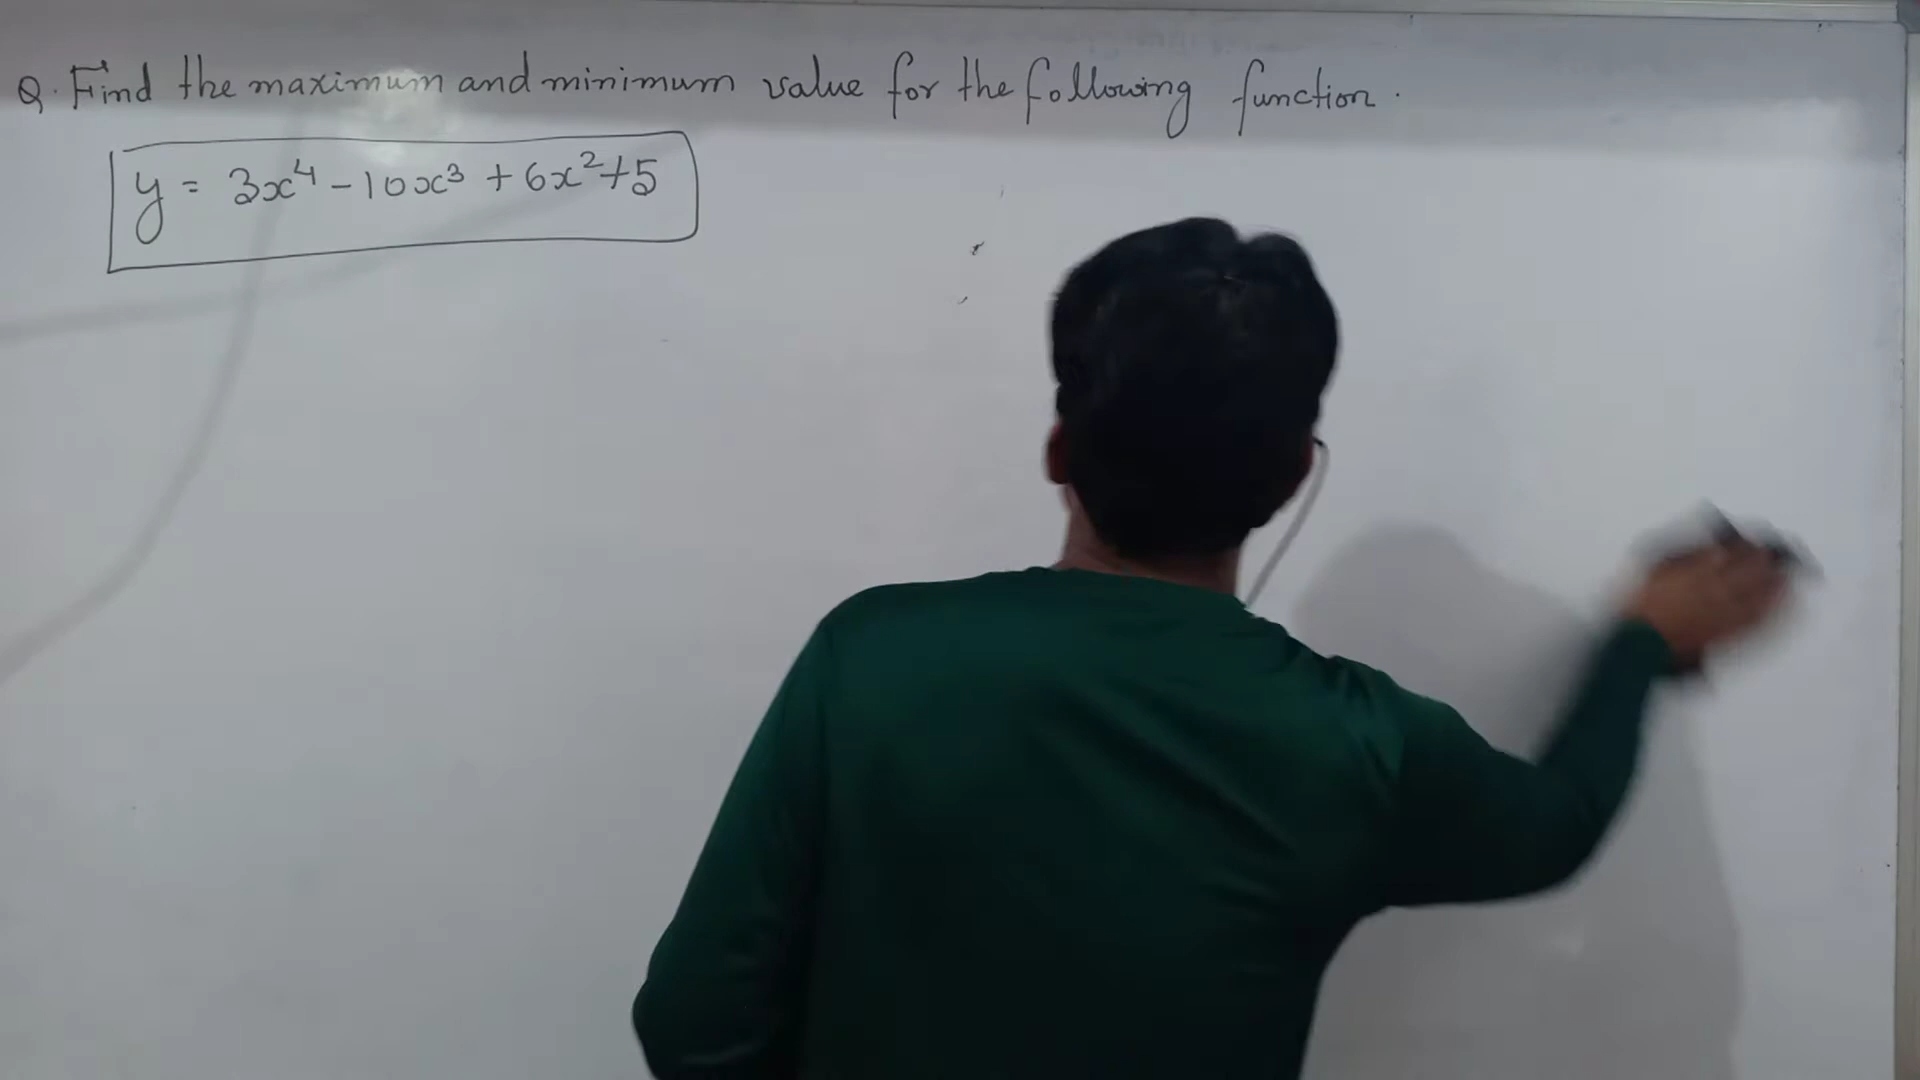 Q. Find the maximum and minimum value for the following function.
y = 3x⁴ - 10x³ + 6x² + 5